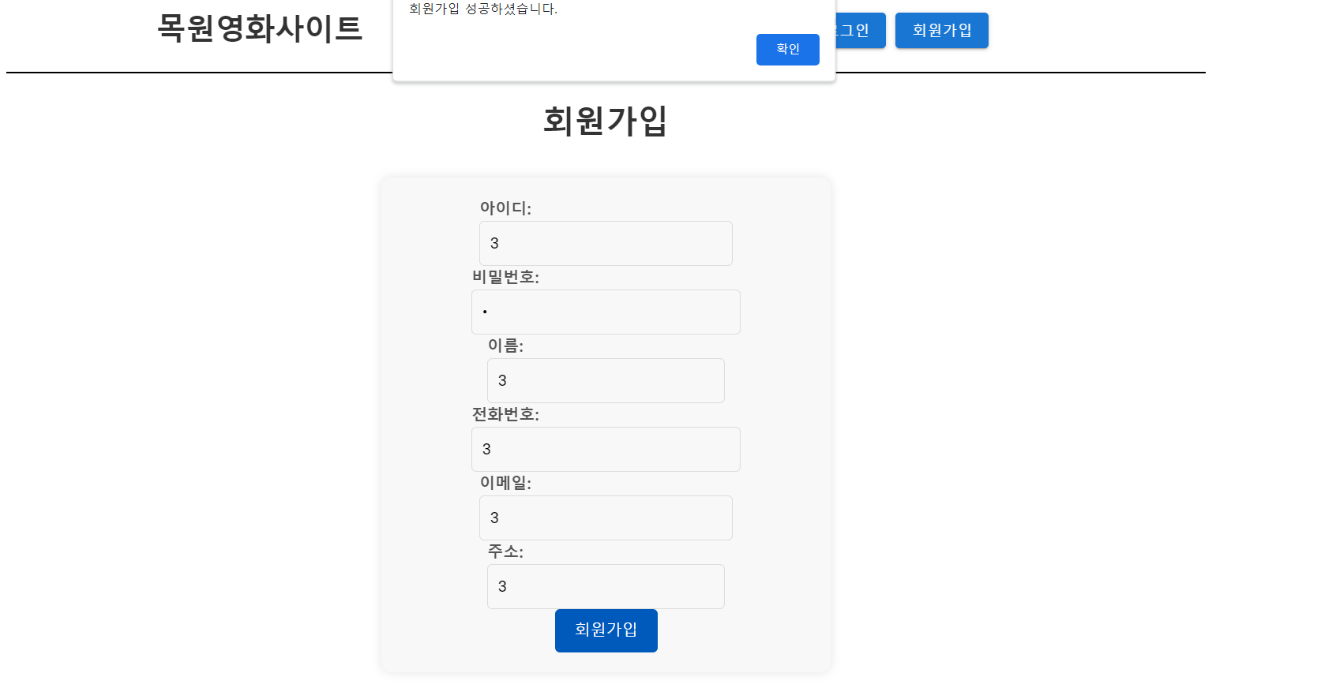 회원가입 성공하셨습니다.
확인
목원영화사이트
회원가입
회원가입
아이디:
3
비밀번호:
•
이름:
3
전화번호:
3
이메일:
3
주소:
3
회원가입